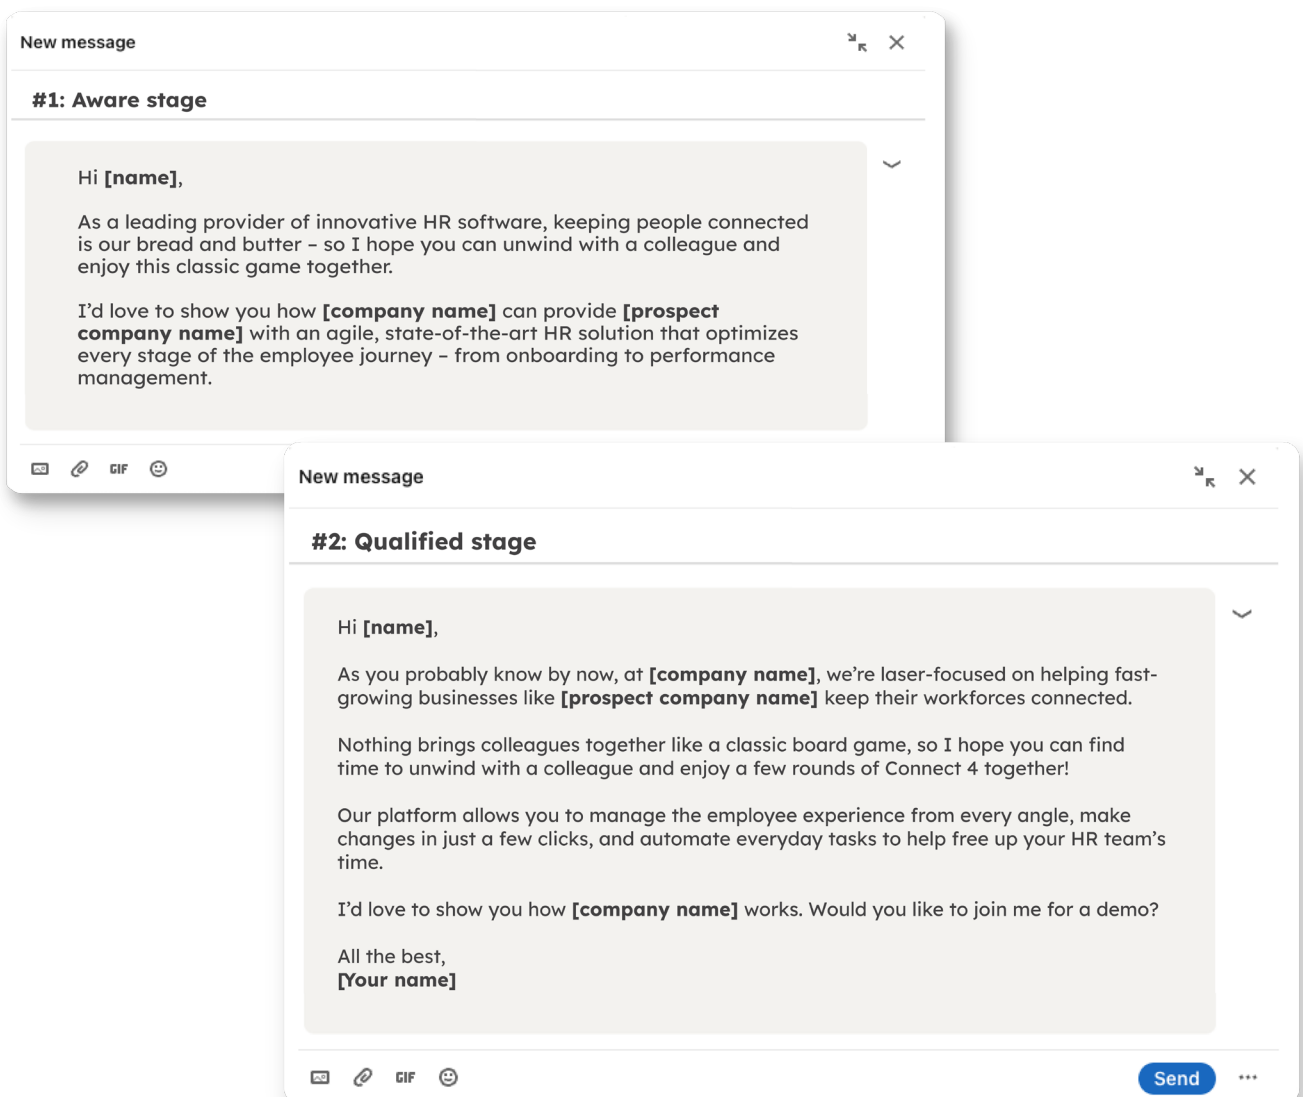 New message
#1: Aware stage
Hi [name],
As a leading provider of innovative HR software, keeping people connected
is our bread and butter – so I hope you can unwind with a colleague and
enjoy this classic game together.
I’d love to show you how [company name] can provide [prospect
company name] with an agile, state-of-the-art HR solution that optimizes
every stage of the employee journey – from onboarding to performance
management.
GIF
New message
#2: Qualified stage
Hi [name],
As you probably know by now, at [company name], we’re laser-focused on helping fast-
growing businesses like [prospect company name] keep their workforces connected.
Nothing brings colleagues together like a classic board game, so I hope you can find
time to unwind with a colleague and enjoy a few rounds of Connect 4 together!
Our platform allows you to manage the employee experience from every angle, make
changes in just a few clicks, and automate everyday tasks to help free up your HR team’s
time.
I’d love to show you how [company name] works. Would you like to join me for a demo?
All the best,
[Your name]
GIF
Send